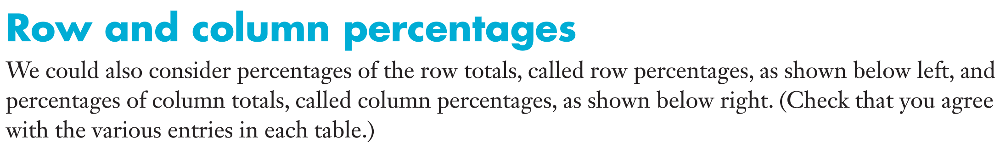 Row and column percentages
We could also consider percentages of the row totals, called row percentages, as shown below left, and
percentages of column totals, called column percentages, as shown below right. (Check that you agree
with the various entries in each table.)